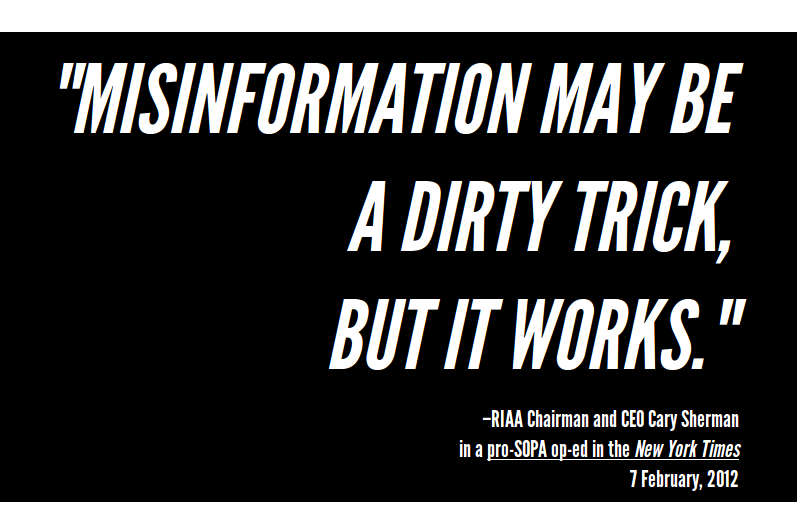 "MISINFORMATION MAY BE
A DIRTY TRICK,
BUT IT WORKS."
–RIAA Chairman and CEO Cary Sherman
in a pro-SOPA op-ed in the New York Times
7 February, 2012